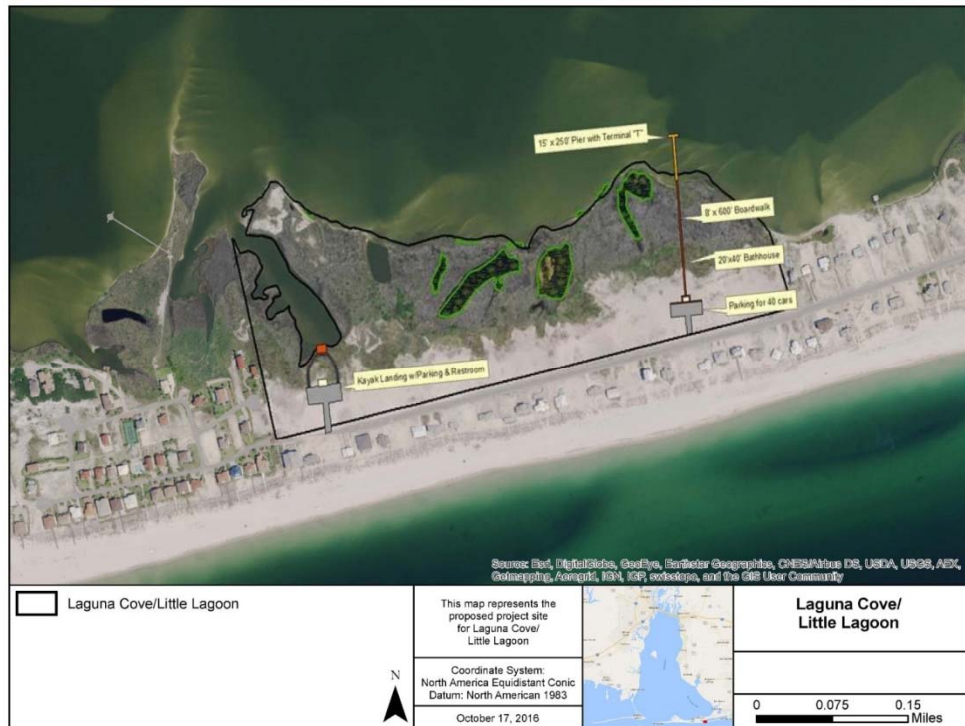 15' x 250' Pier with Terminal "T"
8' x 600' Boardwalk
20'x40' Bathhouse
Parking for 40 cars
Kayak Landing w/Parking & Restroom
Source: Esri, DigitalGlobe, GeoEye, Earthstar Geographics, CNES/Airbus DS, USDA, USGS, AEX,
Getmapping, Aerogrid, IGN, IGP, swisstopo, and the GIS User Community
Laguna Cove/Little Lagoon
This map represents the
proposed project site
for Laguna Cove/
Little Lagoon
Coordinate System:
North America Equidistant Conic
Datum: North American 1983
October 17, 2016
N
Laguna Cove/
Little Lagoon
0 0.075 0.15
Miles